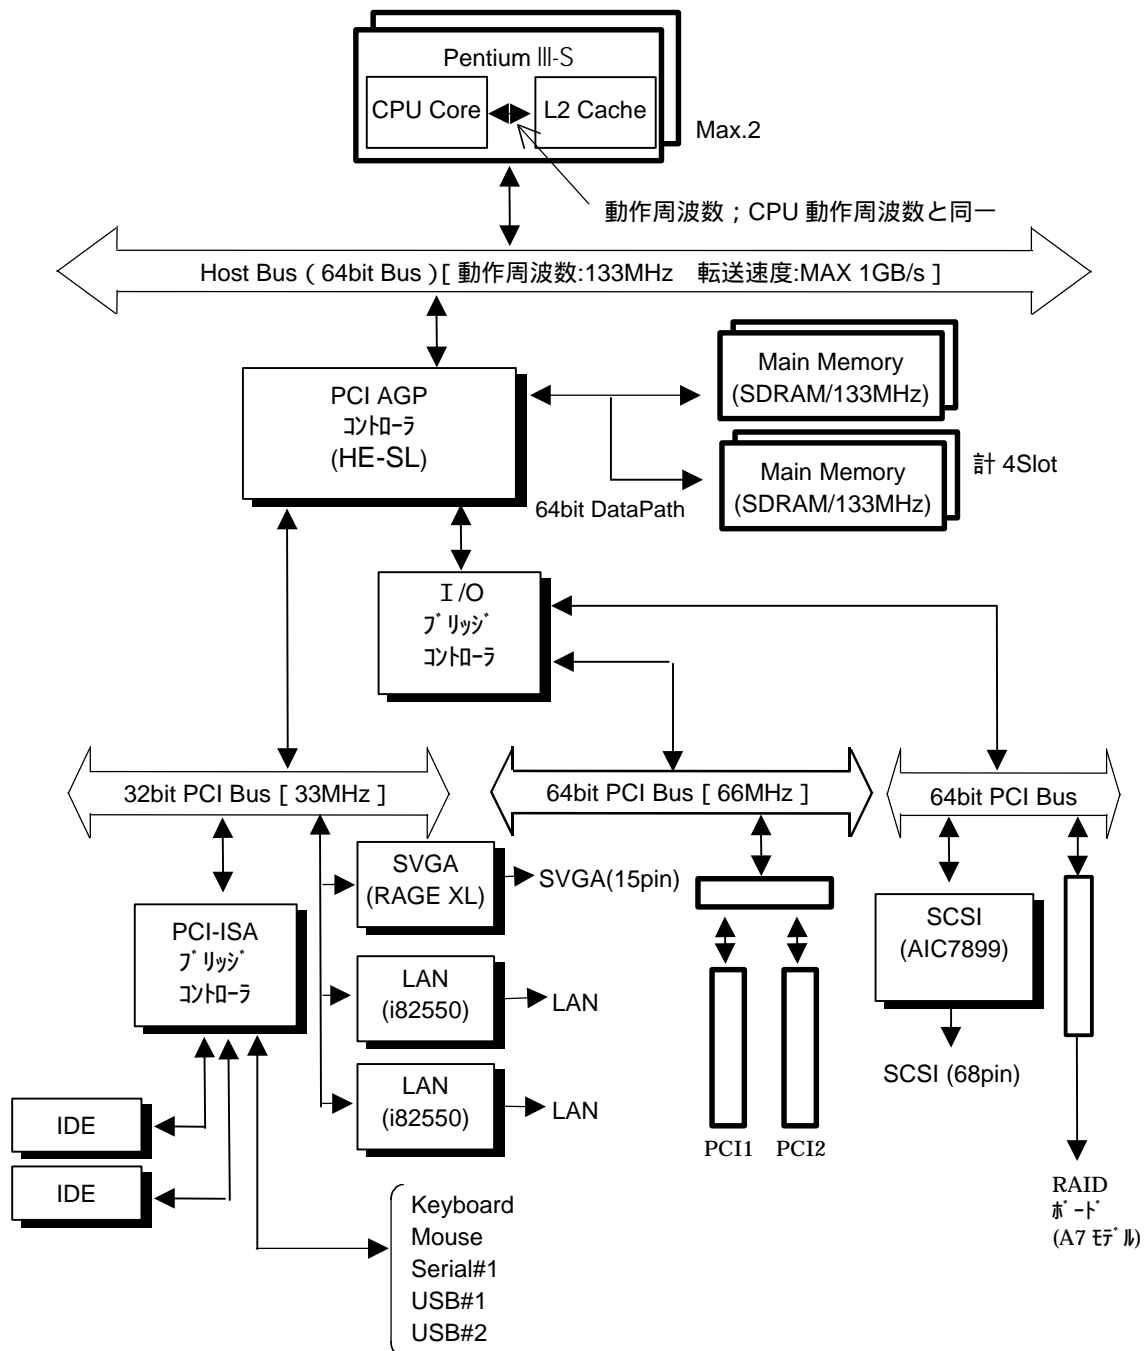 Pentium Ⅲ-S
CPU Core
L2 Cache
Max.2
動作周波数；CPU 動作周波数と同一
Host Bus（64bit Bus）[ 動作周波数:133MHz　転送速度:MAX 1GB/s ]
PCI AGP
ｺﾝﾄﾛｰﾗ
(HE-SL)
Main Memory
(SDRAM/133MHz)
Main Memory
(SDRAM/133MHz)
計 4Slot
64bit DataPath
Ｉ/O
ﾌﾞﾘｯｼﾞ
ｺﾝﾄﾛｰﾗ
32bit PCI Bus [ 33MHz ]
64bit PCI Bus [ 66MHz ]
64bit PCI Bus
SVGA
(RAGE XL)
SVGA(15pin)
PCI-ISA
ﾌﾞﾘｯｼﾞ
ｺﾝﾄﾛｰﾗ
LAN
(i82550)
LAN
LAN
(i82550)
LAN
SCSI
(AIC7899)
SCSI (68pin)
IDE
IDE
PCI1
PCI2
RAID
ﾎﾞｰﾄﾞ
(A7 ﾓﾃﾞﾙ)
Keyboard
Mouse
Serial#1
USB#1
USB#2